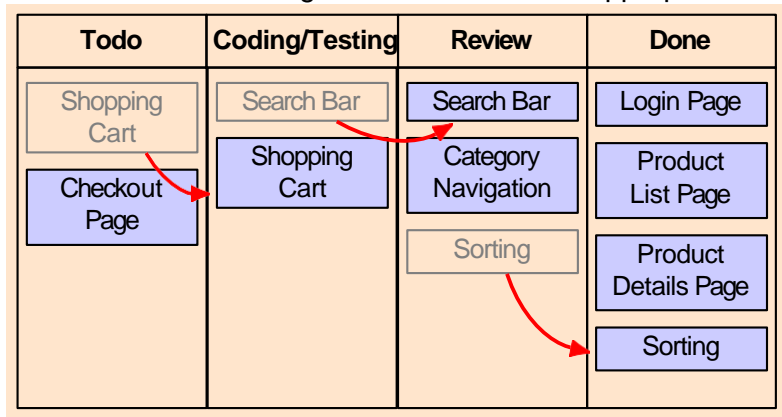 Todo
Coding/Testing
Review
Done
Shopping
Cart
Checkout
Page
Search Bar
Shopping
Cart
Search Bar
Category
Navigation
Sorting
Login Page
Product
List Page
Product
Details Page
Sorting